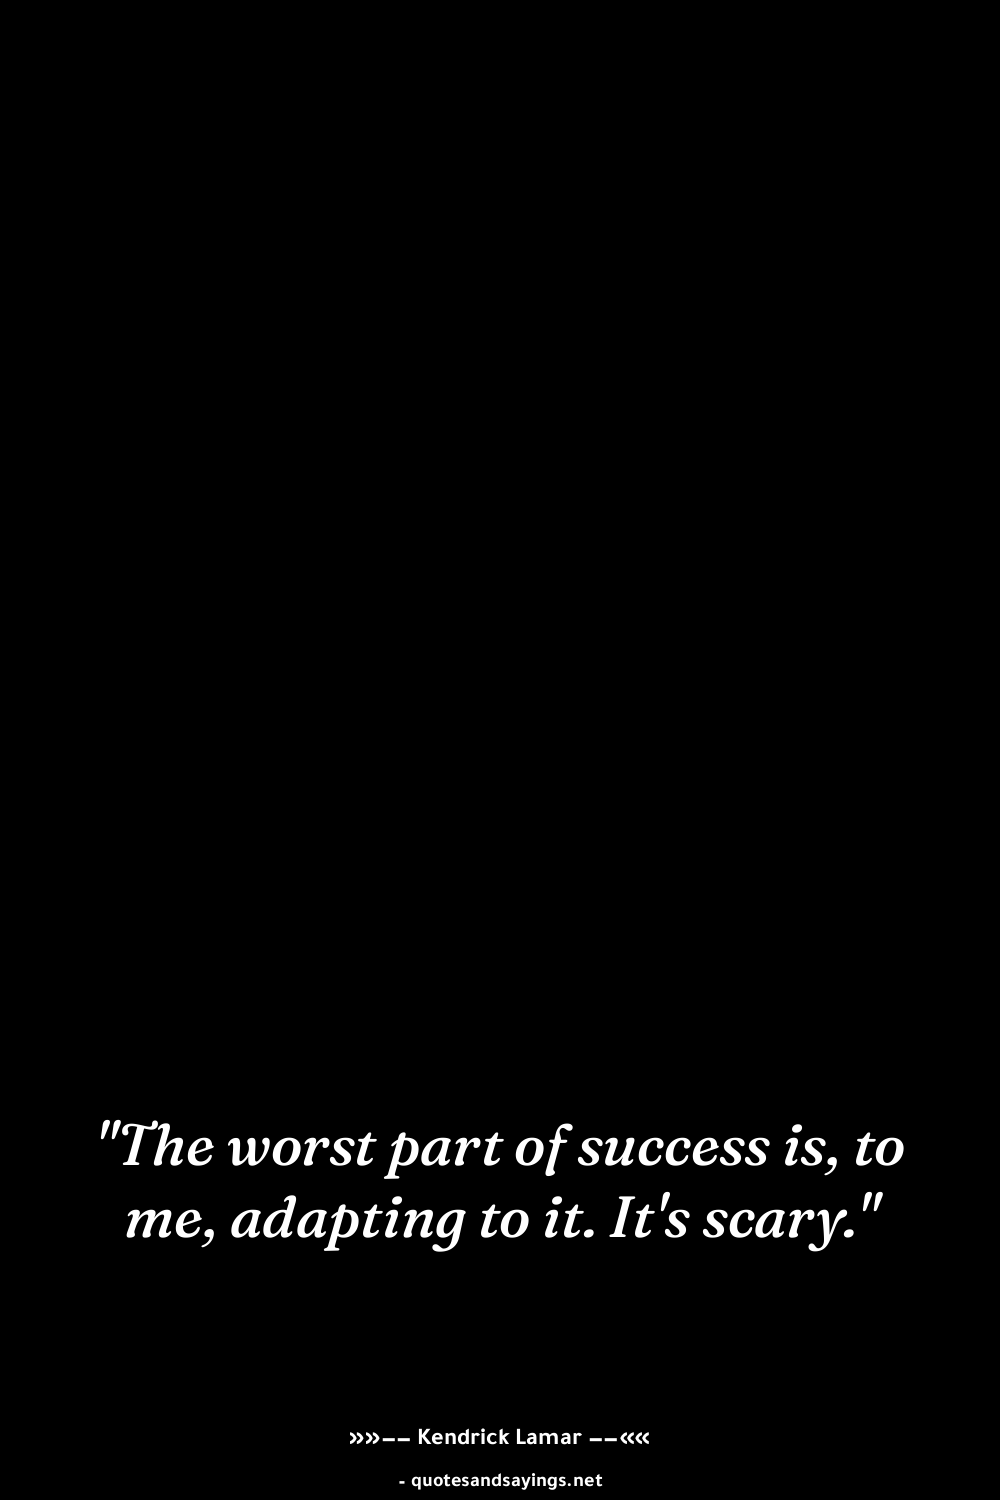 "The worst part of success is, to
me, adapting to it. It's scary."
»»−− Kendrick Lamar −−««
- quotesandsayings.net